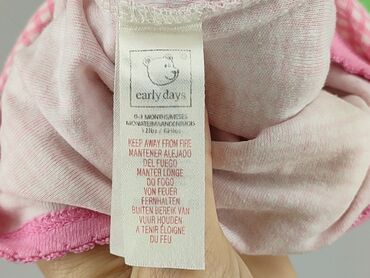 early days
0-3 MONTHS/MESES
KEEP AWAY FROM FIRE
MANTENER ALEJADO
DEL FUEGO
MANTER LONGE
DO FOGO
VON FEUER
FERNHALTEN
BUITEN BEREIK VAN
VUUR HOUDEN
A TENIR ÉLOIGNE
DU FEU